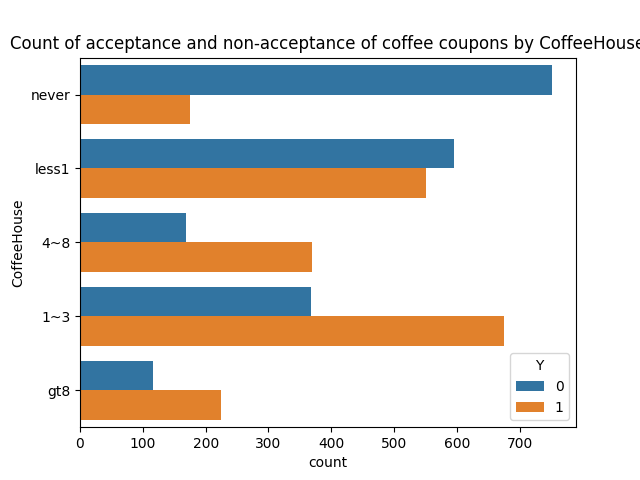 Count of acceptance and non-acceptance of coffee coupons by CoffeeHouse
never
less1
4~8
1~3
gt8
CoffeeHouse
0 100 200 300 400 500 600 700
count
Y
0
1